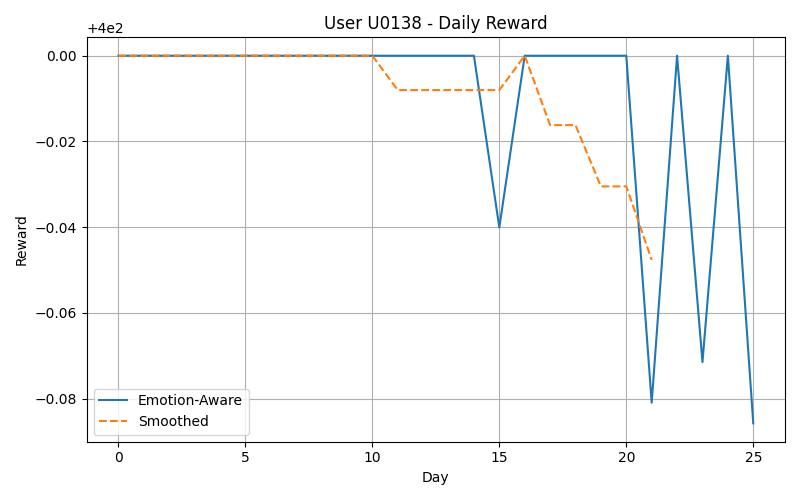 User U0138 - Daily Reward
+4e2
0.00
−0.02
−0.04
−0.06
−0.08
Reward
Emotion-Aware
Smoothed
0 5 10 15 20 25
Day